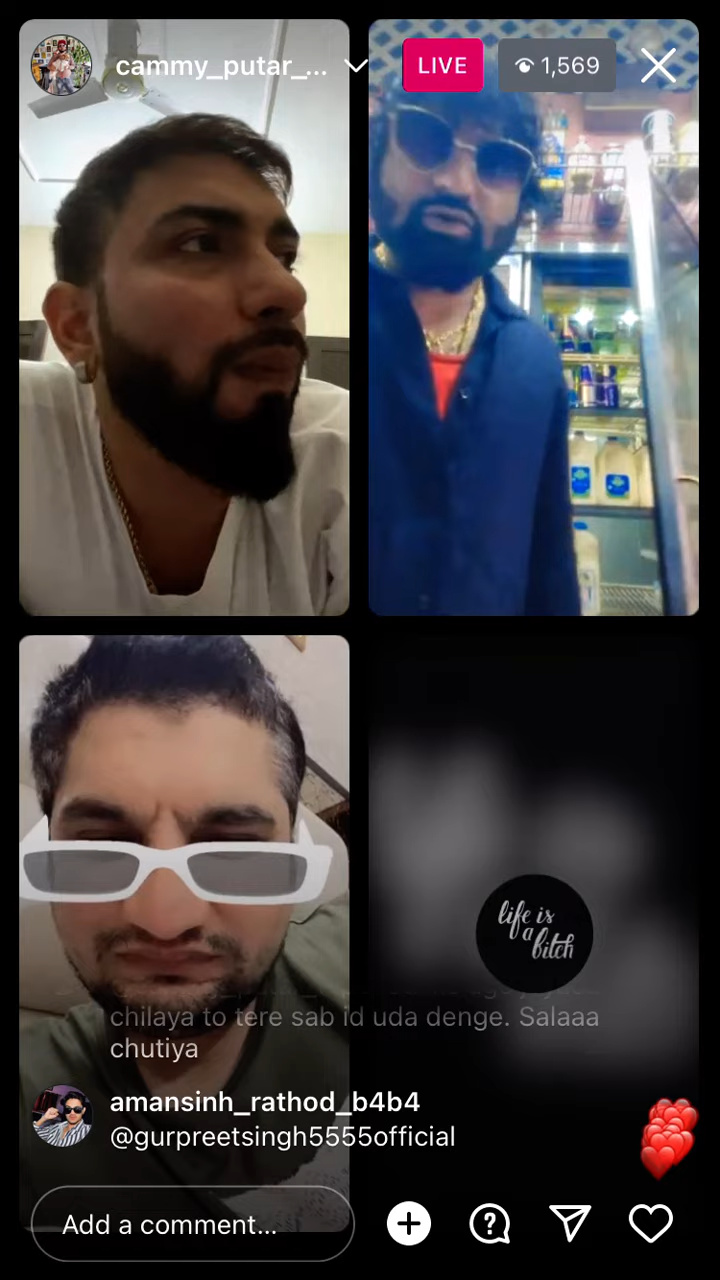 cammy_putar_...
LIVE
1,569
life is
a
bitch
chilaya to tere sab id uda denge. Salaaa
chutiya
amansinh_rathod_b4b4
@gurpreetsingh5555official
Add a comment...